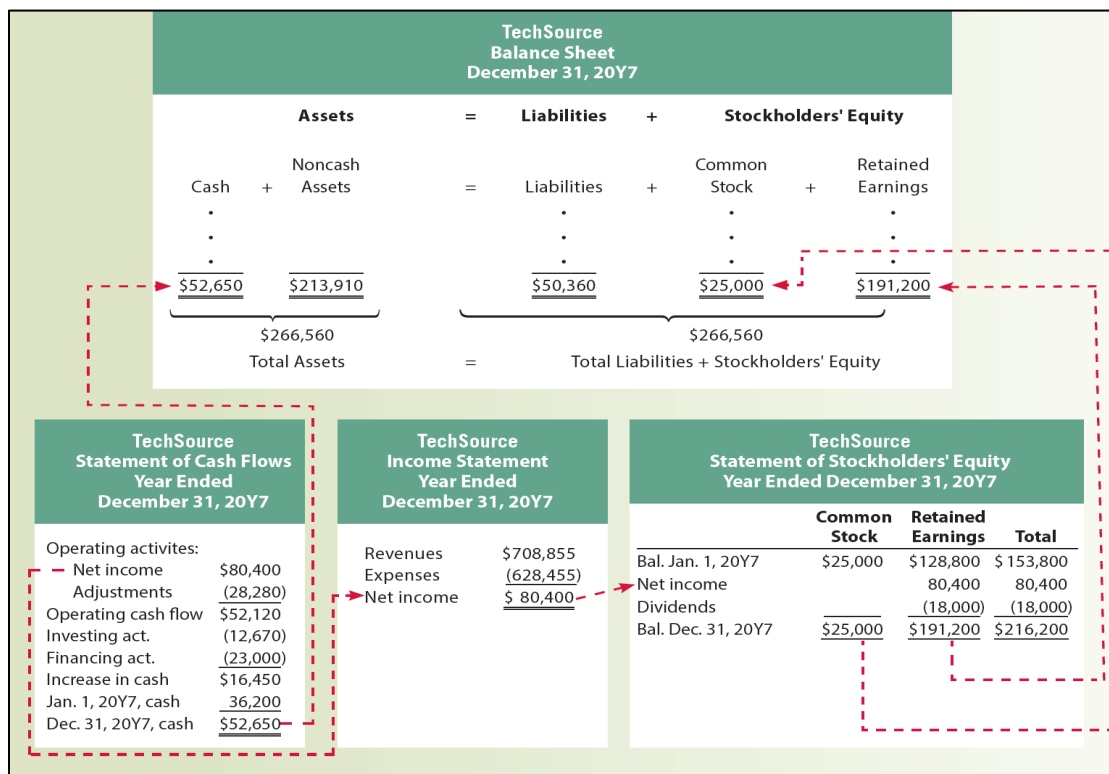 TechSource
Balance Sheet
December 31, 20Y7
Assets = Liabilities + Stockholders' Equity
Noncash Common Retained
Cash + Assets = Liabilities + Stock + Earnings
$52,650 $213,910 $50,360 $25,000 $191,200
$266,560 $266,560
Total Assets = Total Liabilities + Stockholders' Equity
TechSource
Statement of Cash Flows
Year Ended
December 31, 20Y7
Operating activites:
Net income $80,400
Adjustments (28,280)
Operating cash flow $52,120
Investing act. (12,670)
Financing act. (23,000)
Increase in cash $16,450
Jan. 1, 20Y7, cash 36,200
Dec. 31, 20Y7, cash $52,650
TechSource
Income Statement
Year Ended
December 31, 20Y7
Revenues $708,855
Expenses (628,455)
Net income $ 80,400
TechSource
Statement of Stockholders' Equity
Year Ended December 31, 20Y7
Common Retained
Stock Earnings Total
Bal. Jan. 1, 20Y7 $25,000 $128,800 $ 153,800
Net income 80,400 80,400
Dividends (18,000) (18,000)
Bal. Dec. 31, 20Y7 $25,000 $191,200 $216,200